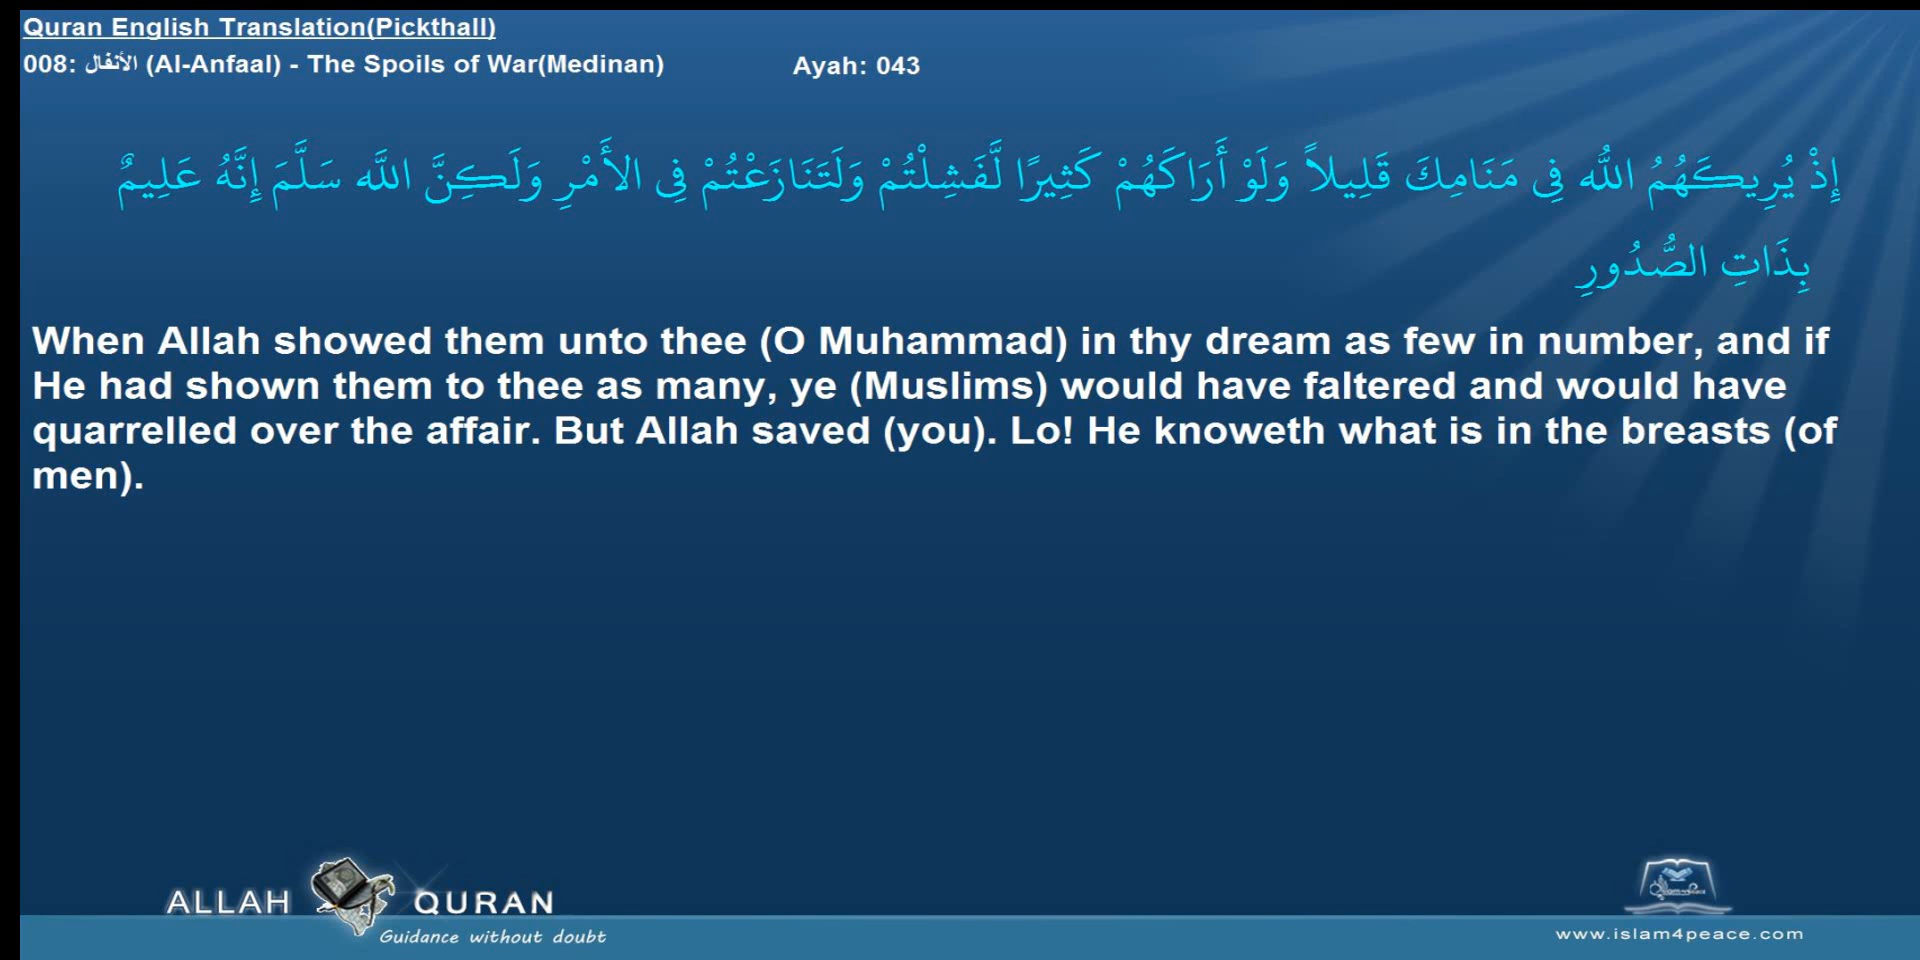 Quran English Translation(Pickthall)
008: الأنفال (Al-Anfaal) - The Spoils of War(Medinan) Ayah: 043
إِذْ يُرِيكَهُمُ اللَّه فِى مَنَامِكَ قَلِيلاً وَلَوْ أَرَاكَهُمْ كَثِيرًا لَّفَشِلْتُمْ وَلَتَنَازَعْتُمْ فِى الأَمْرِ وَلَكِنَّ اللَّه سَلَّمَ إِنَّهُ عَلِيمٌ
بِذَاتِ الصُّدُورِ
When Allah showed them unto thee (O Muhammad) in thy dream as few in number, and if
He had shown them to thee as many, ye (Muslims) would have faltered and would have
quarrelled over the affair. But Allah saved (you). Lo! He knoweth what is in the breasts (of
men).
ALLAH QURAN
Guidance without doubt
www.islam4peace.com